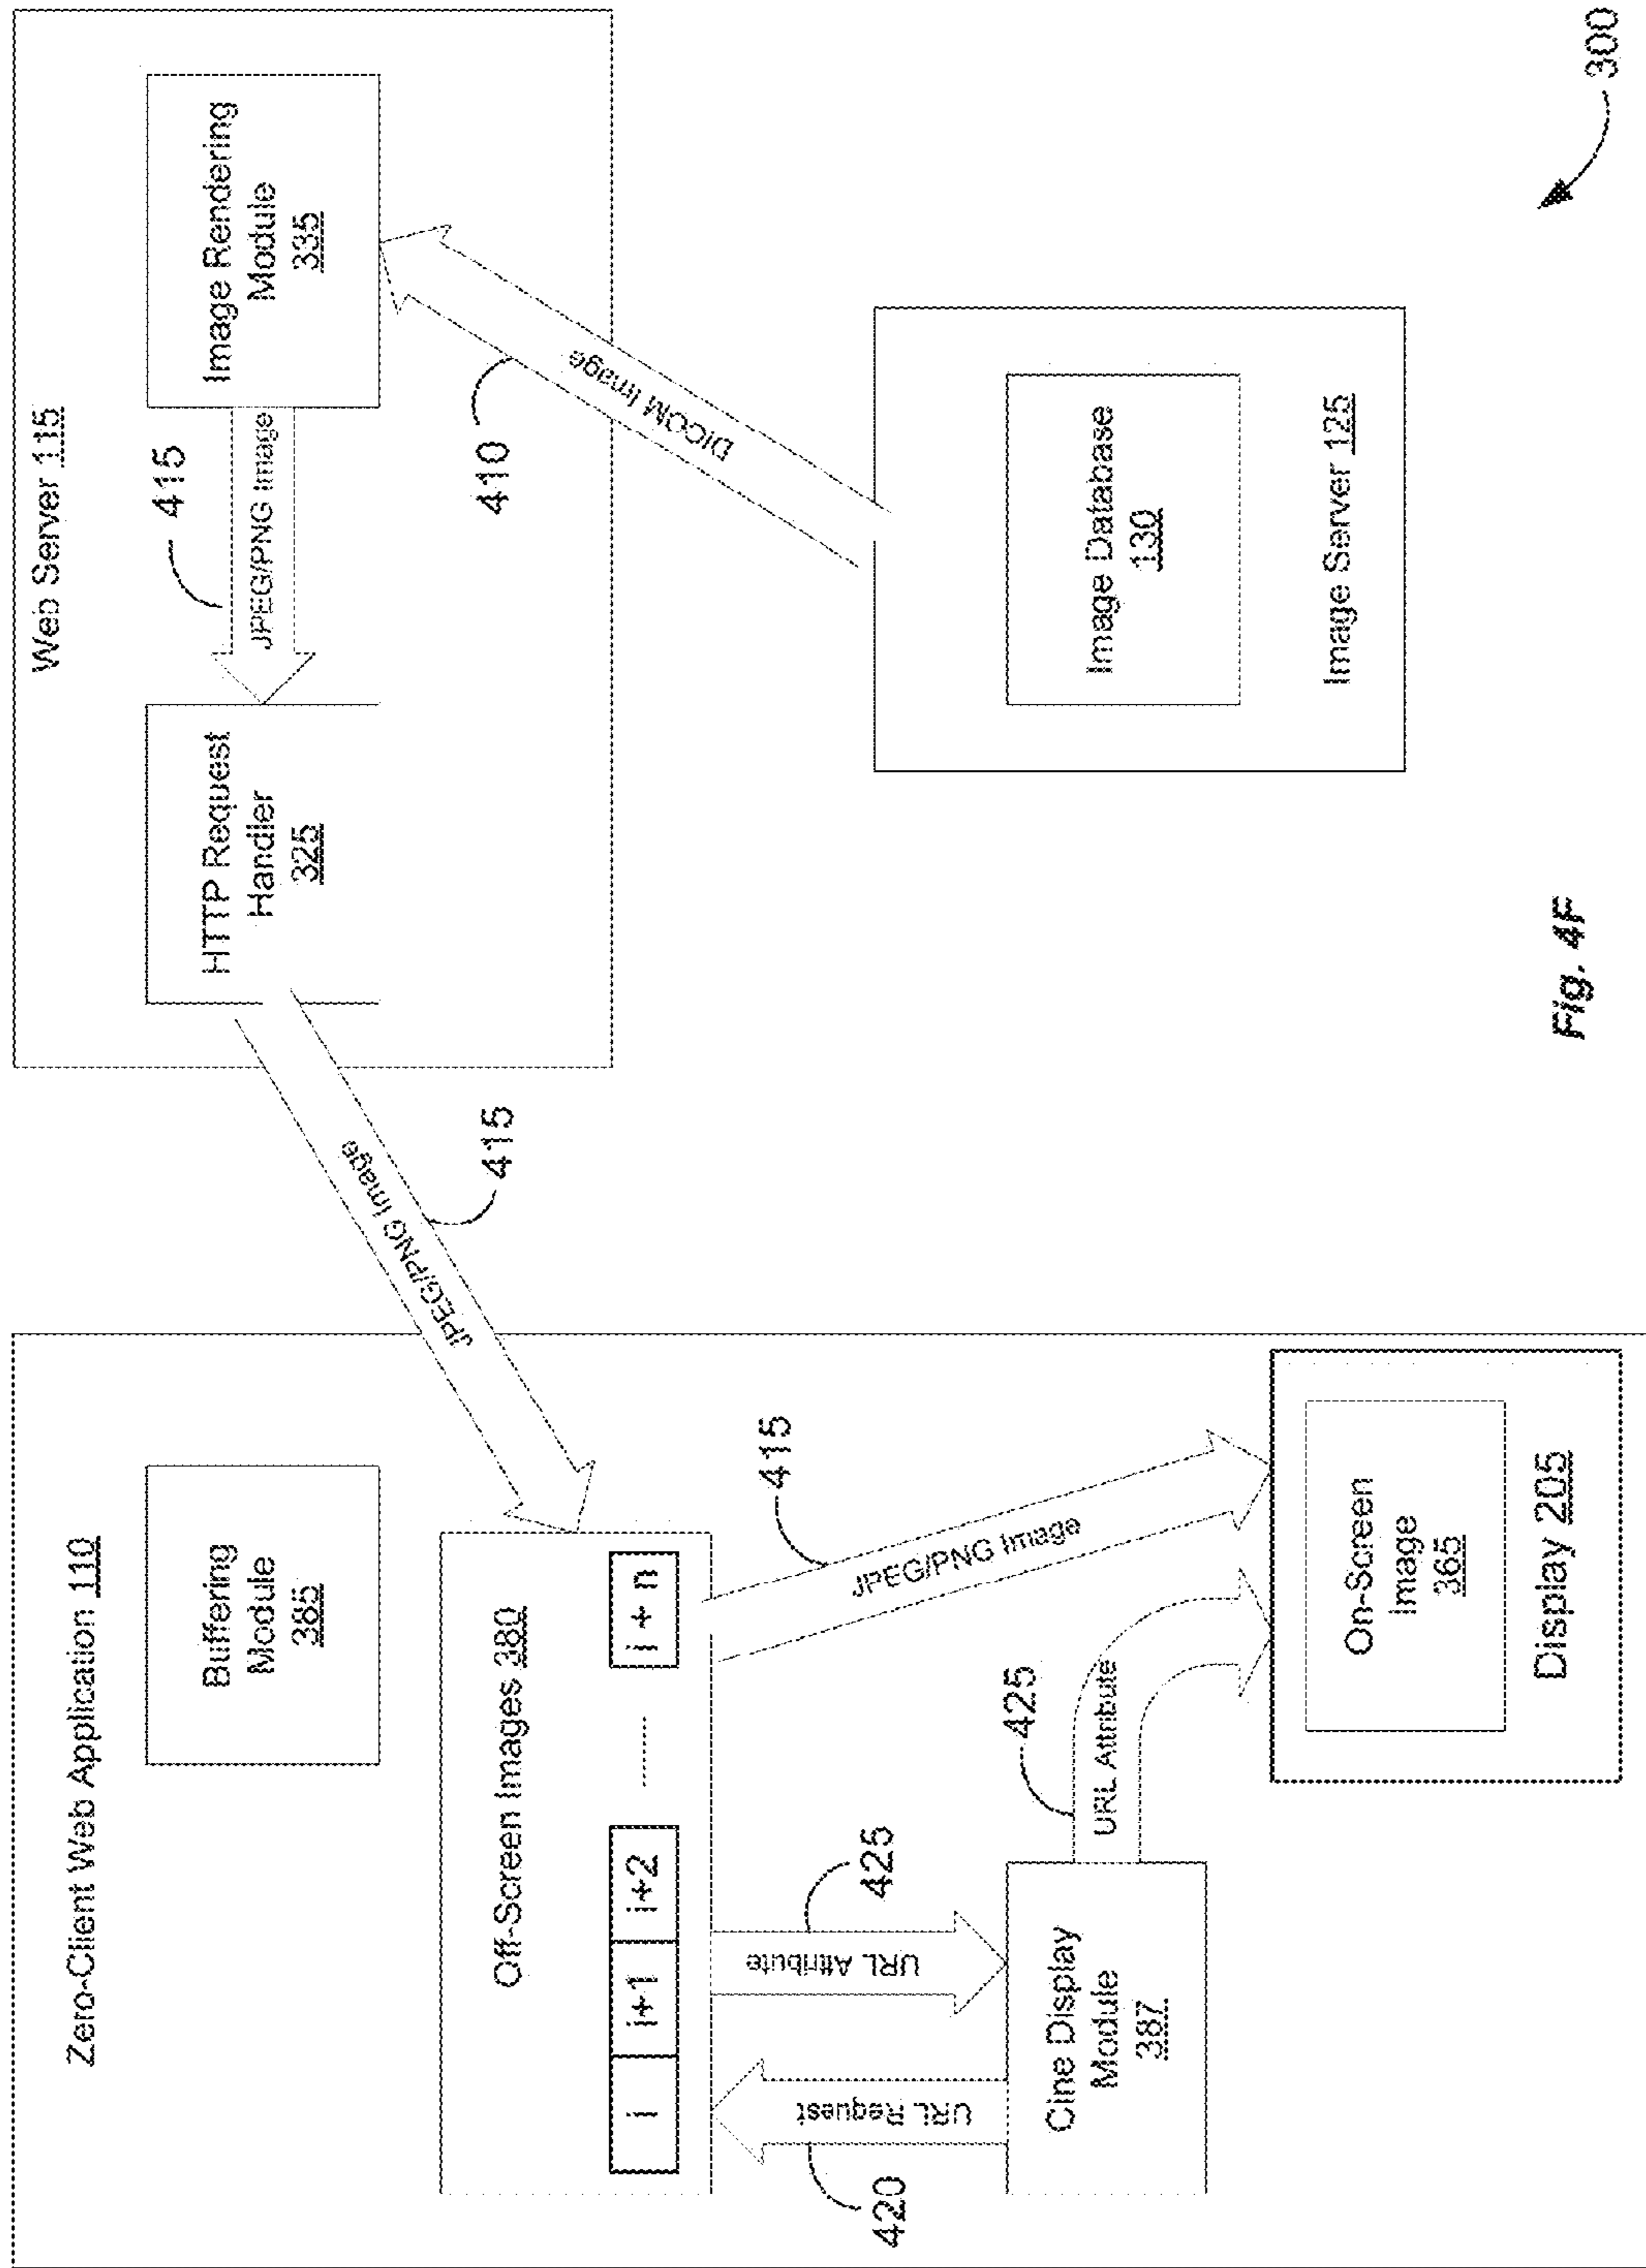 Zero-Client Web Application 110
Buffering
Module
385
Off-Screen Images 380
i
i+1
i+2
........
i + n
URL Request
420
URL Attribute
425
Cine Display
Module
387
URL Attribute
425
JPEG/PNG Image
415
On-Screen
Image
365
Display 205
JPEG/PNG Image
415
Web Server 115
HTTP Request
Handler
325
JPEG/PNG Image
415
Image Rendering
Module
335
DICOM Image
410
Image Database
130
Image Server 125
Fig. 4F
300